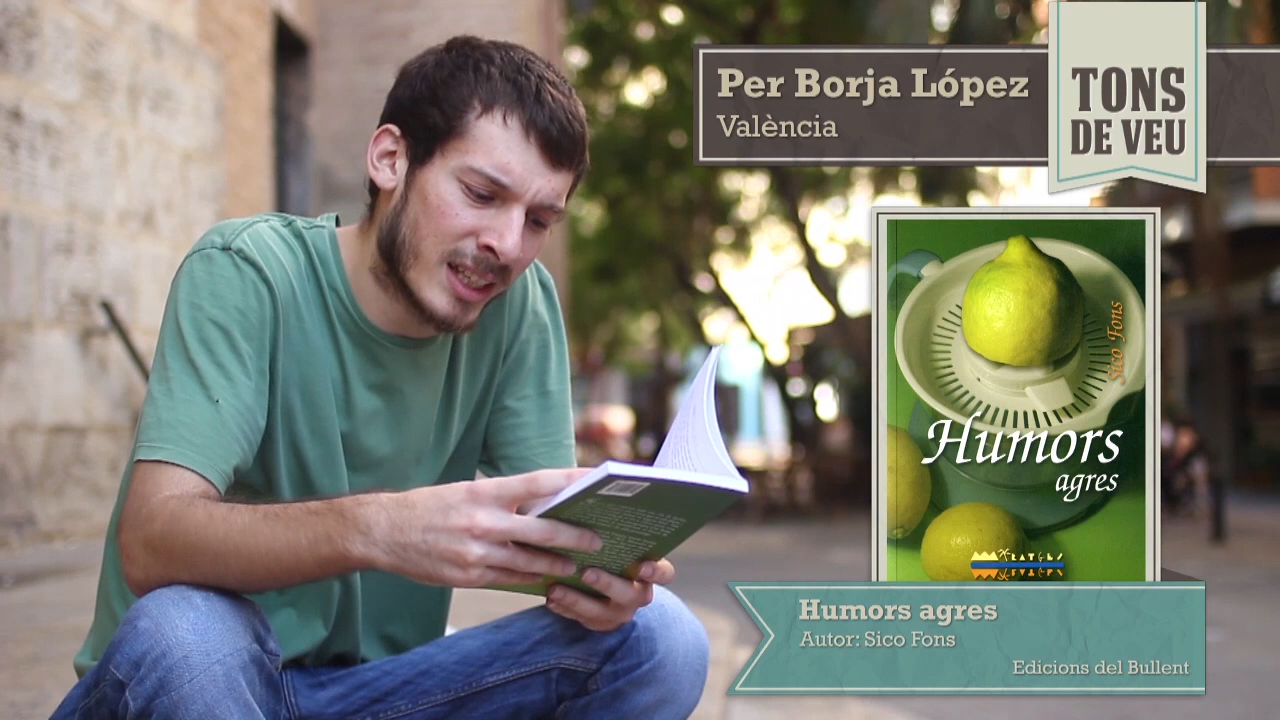 Per Borja López
València
TONS
DE VEU
Sico Fons
Humors
agres
Humors agres
Autor: Sico Fons
Edicions del Bullent